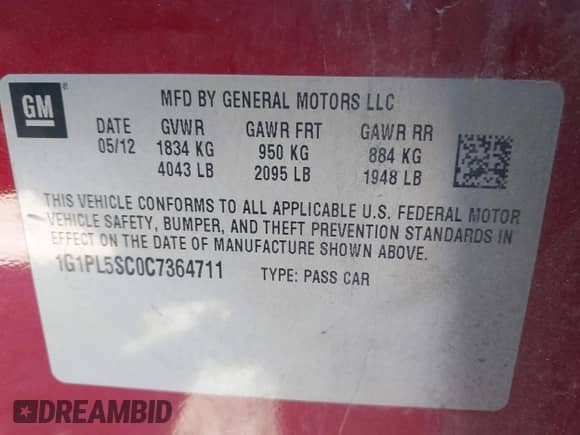 GM
®
MFD BY GENERAL MOTORS LLC
DATE GVWR GAWR FRT GAWR RR
05/12 1834 KG 950 KG 884 KG
4043 LB 2095 LB 1948 LB
THIS VEHICLE CONFORMS TO ALL APPLICABLE U.S. FEDERAL MOTOR
VEHICLE SAFETY, BUMPER, AND THEFT PREVENTION STANDARDS IN
EFFECT ON THE DATE OF MANUFACTURE SHOWN ABOVE.
1G1PL5SC0C7364711 TYPE: PASS CAR
DREAMBID